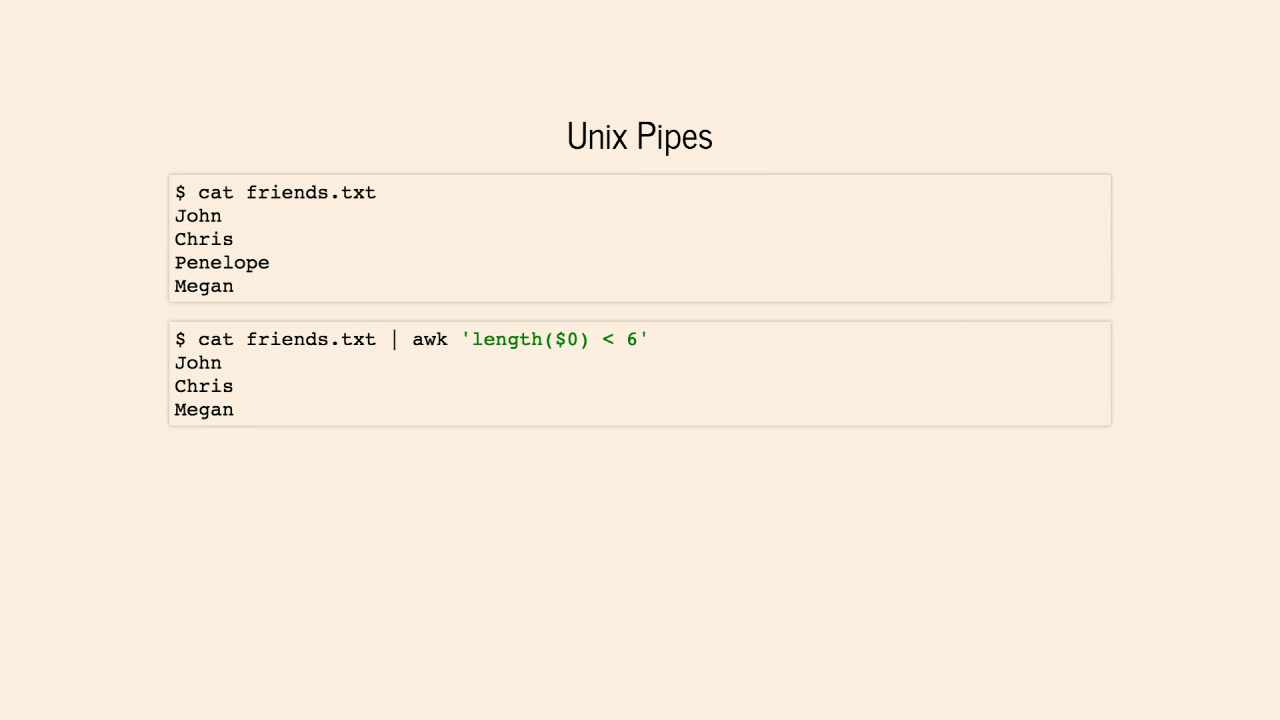 Unix Pipes
$ cat friends.txt
John
Chris
Penelope
Megan
$ cat friends.txt | awk 'length($0) < 6'
John
Chris
Megan